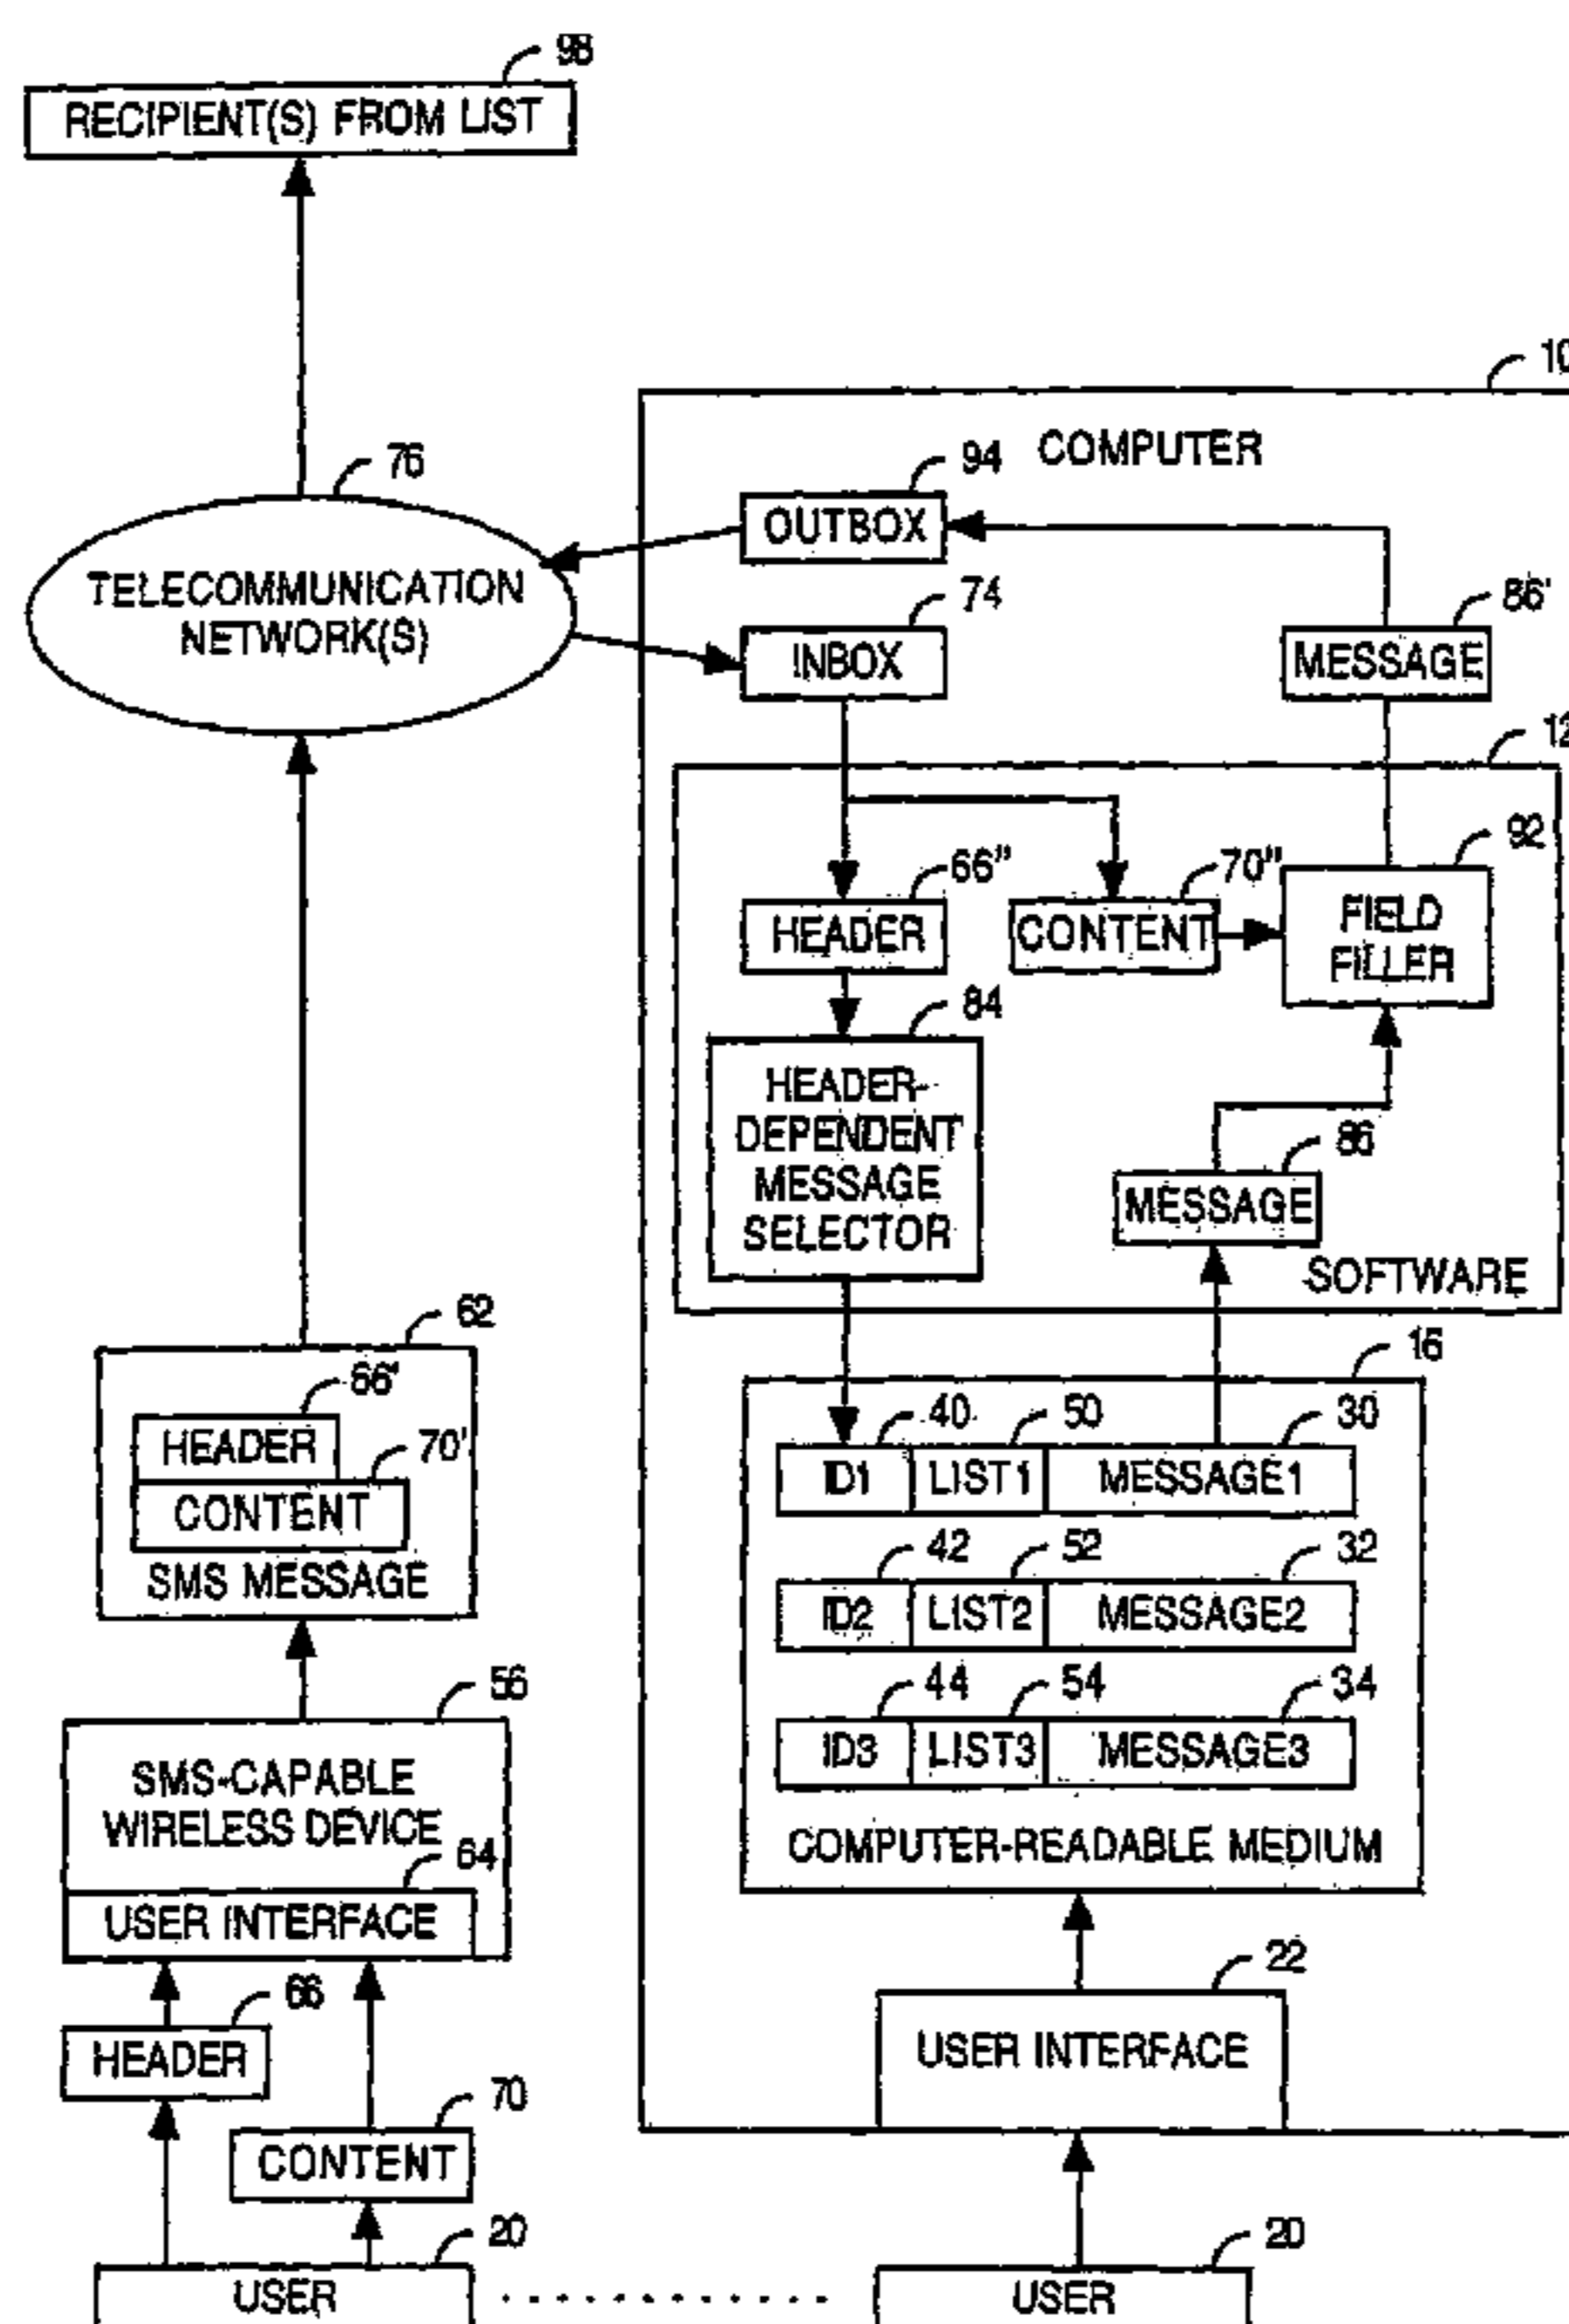 98
RECIPIENT(S) FROM LIST
10
COMPUTER
76
94
OUTBOX
TELECOMMUNICATION
NETWORK(S)
74
INBOX
86'
MESSAGE
12
66"
HEADER
70"
CONTENT
92
FIELD
FILLER
84
HEADER-
DEPENDENT
MESSAGE
SELECTOR
86
MESSAGE
SOFTWARE
62
66'
HEADER
70'
CONTENT
SMS MESSAGE
16
40 50 30
ID1 LIST1 MESSAGE1
42 52 32
ID2 LIST2 MESSAGE2
44 54 34
ID3 LIST3 MESSAGE3
COMPUTER-READABLE MEDIUM
56
SMS-CAPABLE
WIRELESS DEVICE
64
USER INTERFACE
22
USER INTERFACE
66
HEADER
70
CONTENT
20
USER
20
USER